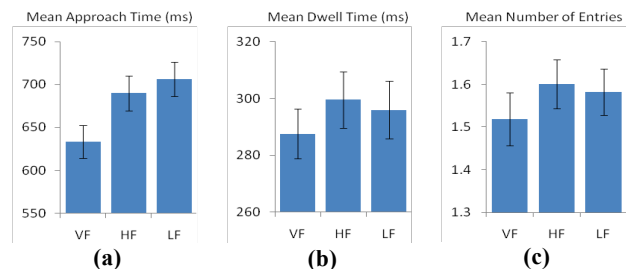 Mean Approach Time (ms)
750
700
650
600
550
VF HF LF
(a)
Mean Dwell Time (ms)
320
300
280
260
VF HF LF
(b)
Mean Number of Entries
1.7
1.6
1.5
1.4
1.3
VF HF LF
(c)